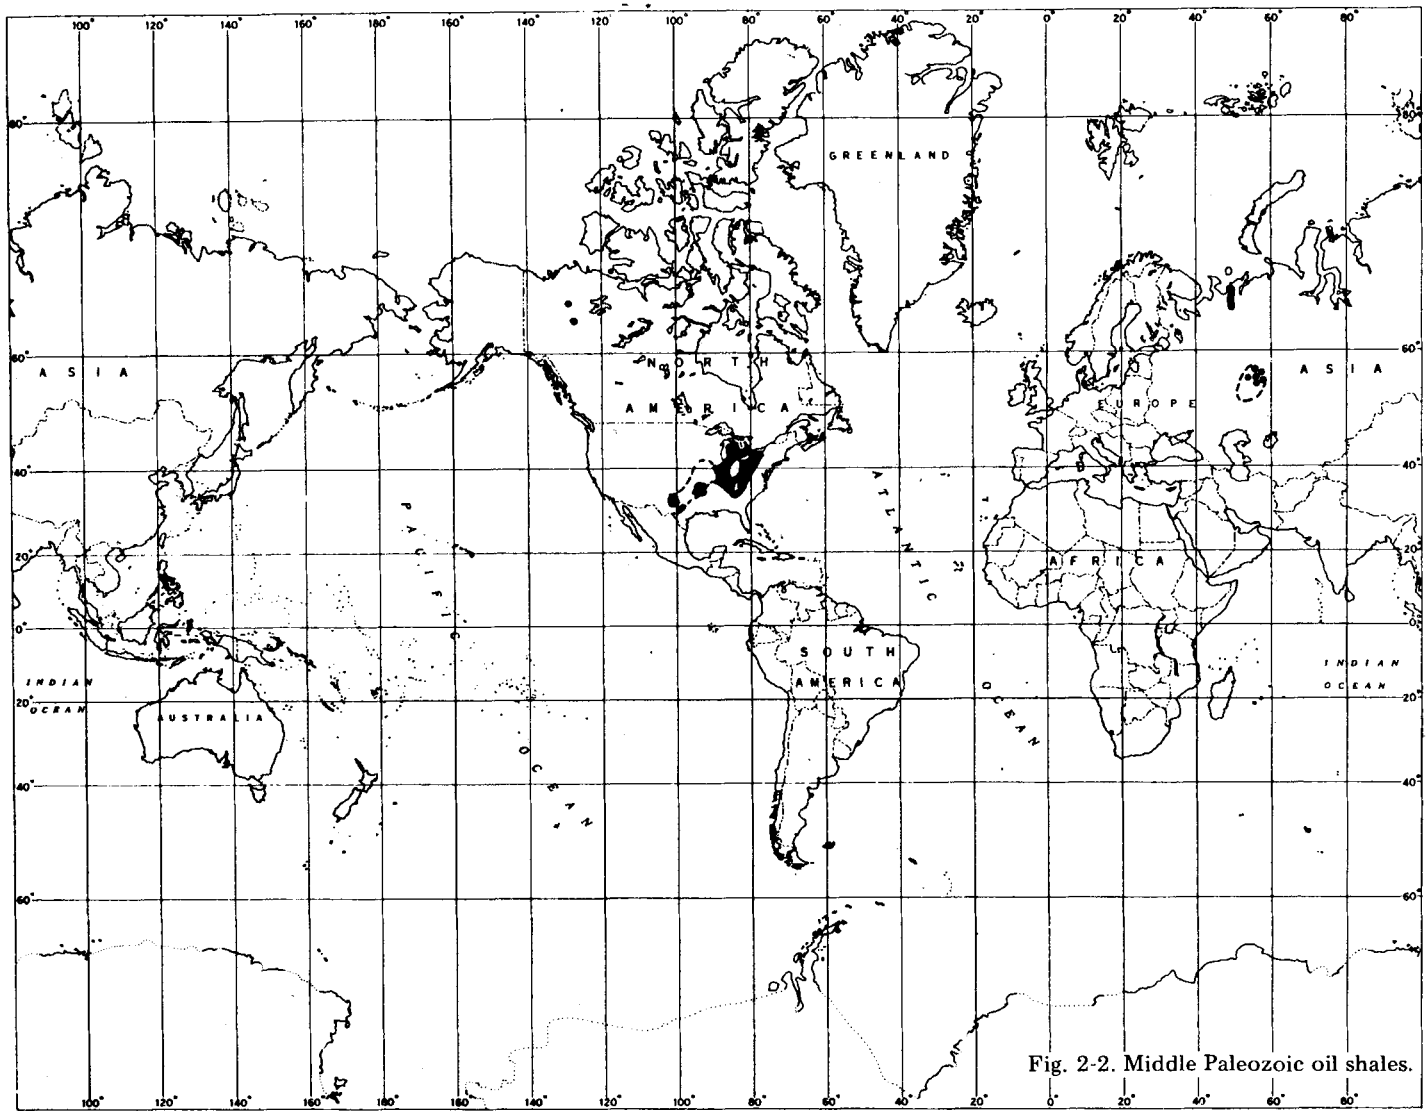 100° 120° 140° 160° 180° 160° 140° 120° 100° 80° 60° 40° 20° 0° 20° 40° 60° 80°
80° 80°
GREENLAND
60° 60°
ASIA NORTH ASIA
AMERICA EUROPE
40° 40°
PACIFIC ATLANTIC
20° AFRICA 20°
0° 0°
SOUTH
INDIAN AMERICA INDIAN
OCEAN OCEAN
20° 20°
AUSTRALIA OCEAN
OCEAN
40° 40°
60° 60°
Fig. 2-2. Middle Paleozoic oil shales.
100° 120° 140° 160° 180° 160° 140° 120° 100° 80° 60° 40° 20° 0° 20° 40° 60° 80°